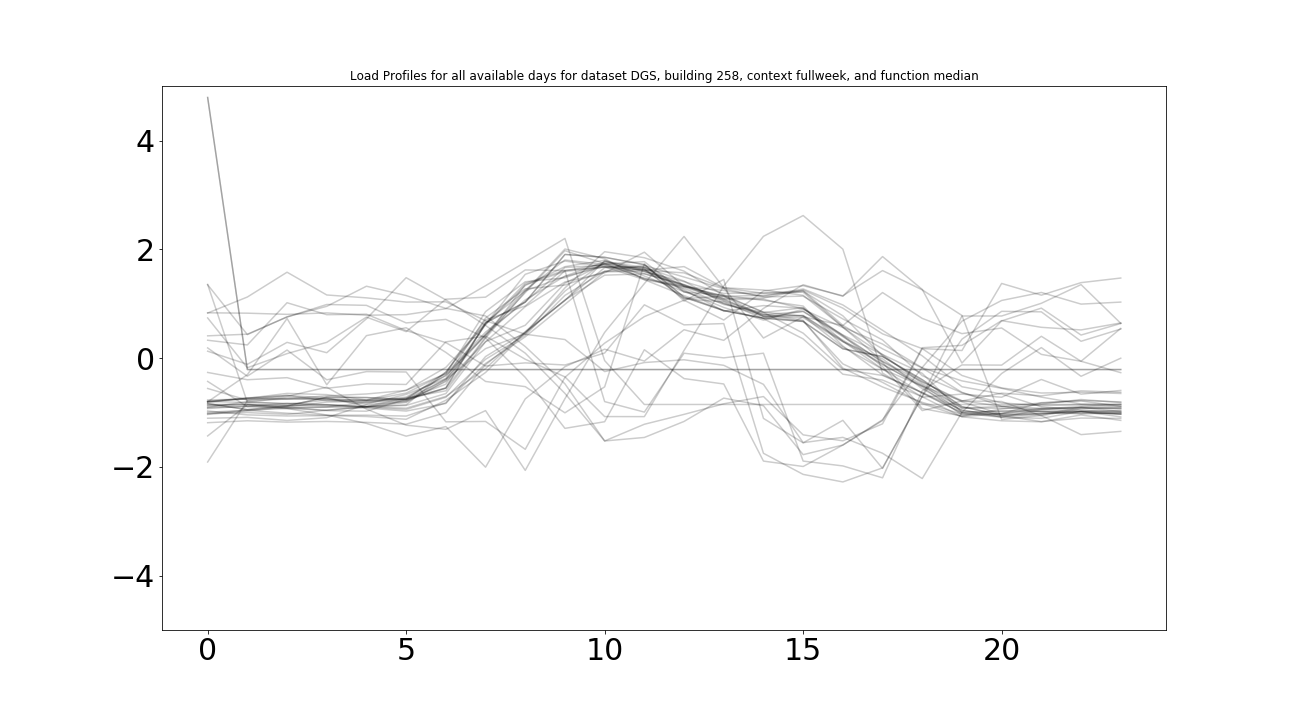 Load Profiles for all available days for dataset DGS, building 258, context fullweek, and function median
4
2
0
−2
−4
0 5 10 15 20